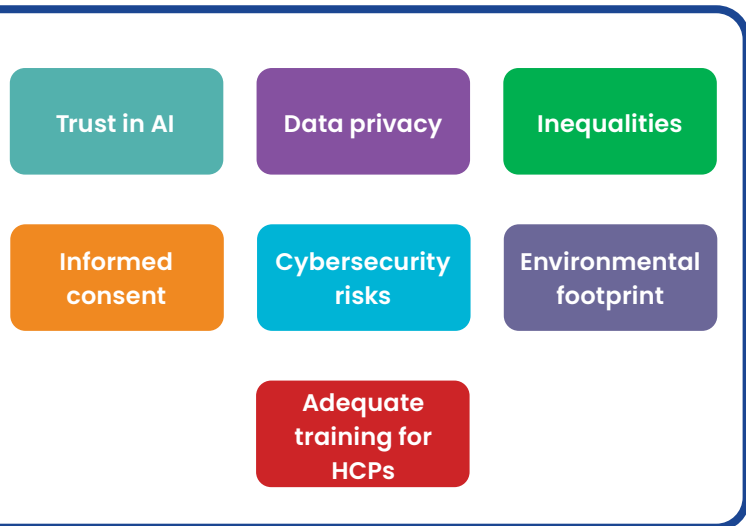 Trust in AI
Data privacy
Inequalities
Informed
consent
Cybersecurity
risks
Environmental
footprint
Adequate
training for
HCPs